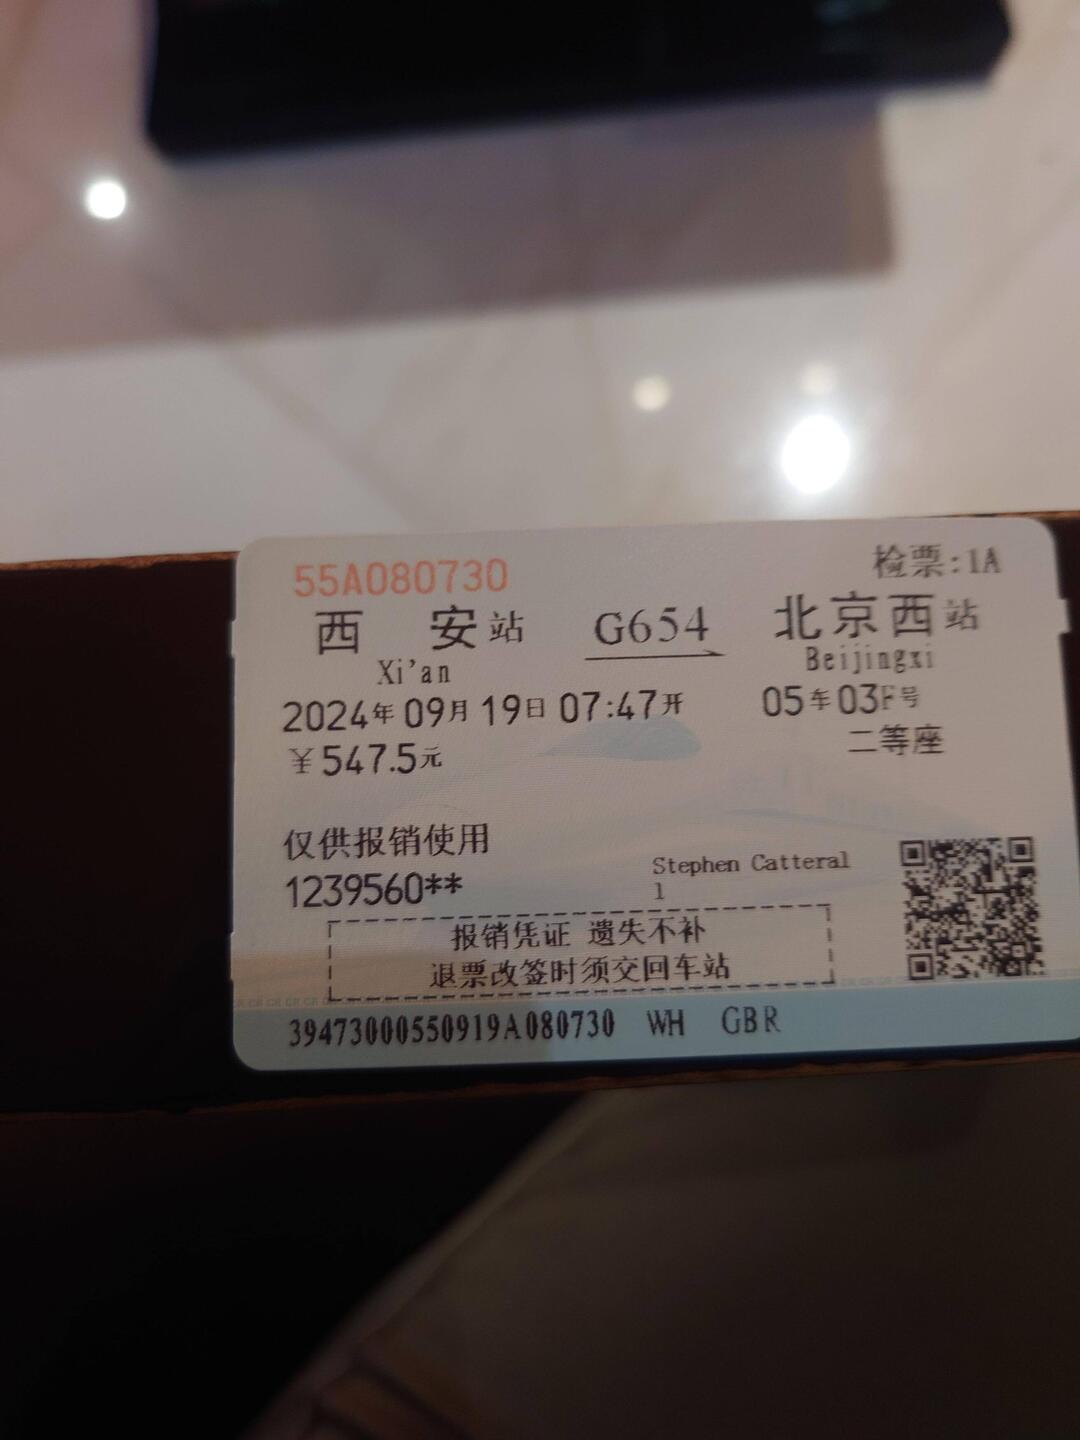 55A080730 检票:1A
西 安站 G654 北京西站
Xi'an Beijingxi
2024年09月19日07:47开 05车03F号
￥547.5元 二等座
仅供报销使用
1239560** Stephen Catteral
l
报销凭证 遗失不补
退票改签时须交回车站
39473000550919A080730 WH GBR